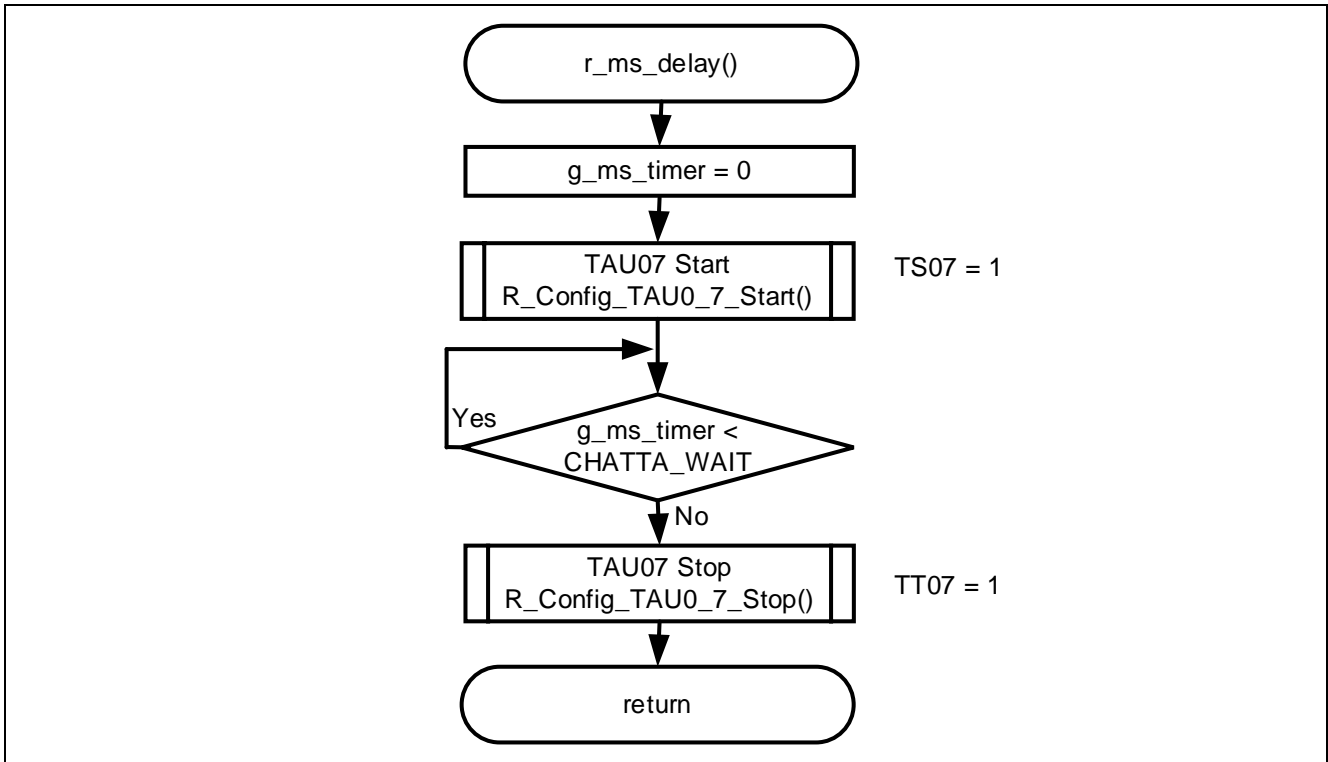 r_ms_delay()
g_ms_timer = 0
TAU07 Start
R_Config_TAU0_7_Start()
TS07 = 1
Yes
g_ms_timer <
CHATTA_WAIT
No
TAU07 Stop
R_Config_TAU0_7_Stop()
TT07 = 1
return